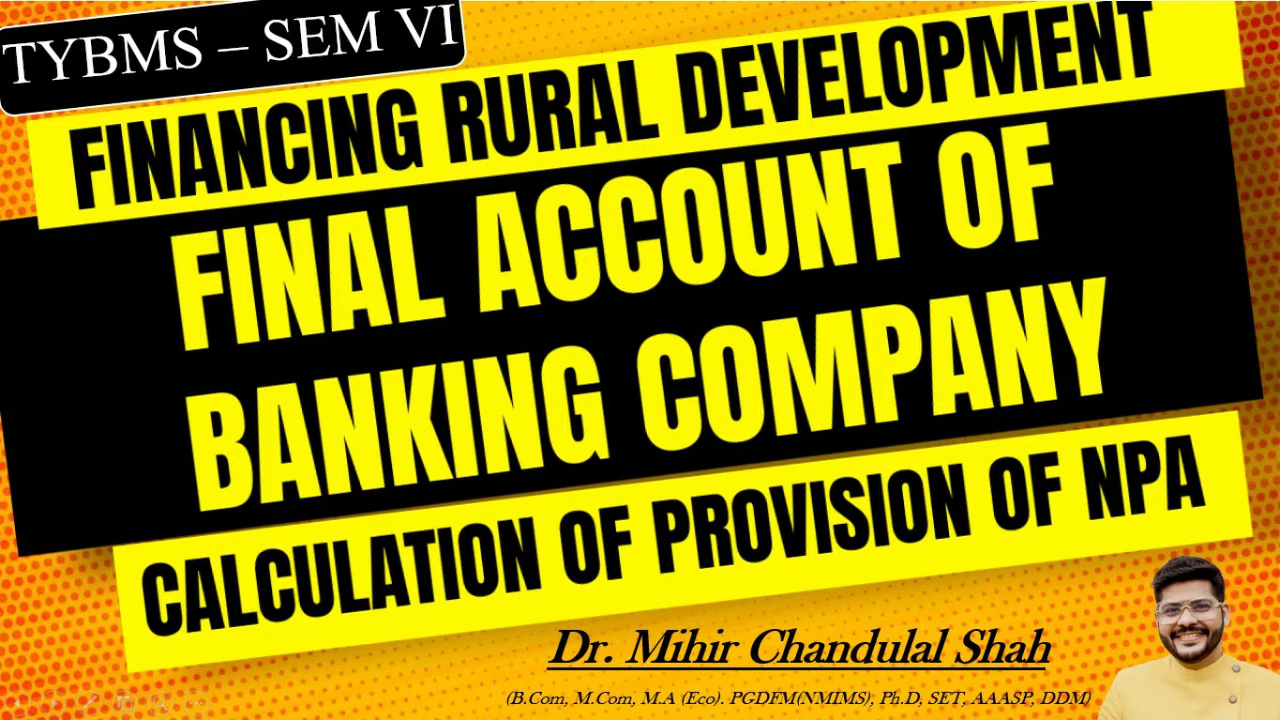 TYBMS – SEM VI
FINANCING RURAL DEVELOPMENT
FINAL ACCOUNT OF
BANKING COMPANY
CALCULATION OF PROVISION OF NPA
Dr. Mihir Chandulal Shah
(B.Com, M.Com, M.A (Eco). PGDFM(NMIMS), Ph.D, SET, AAASP, DDM)